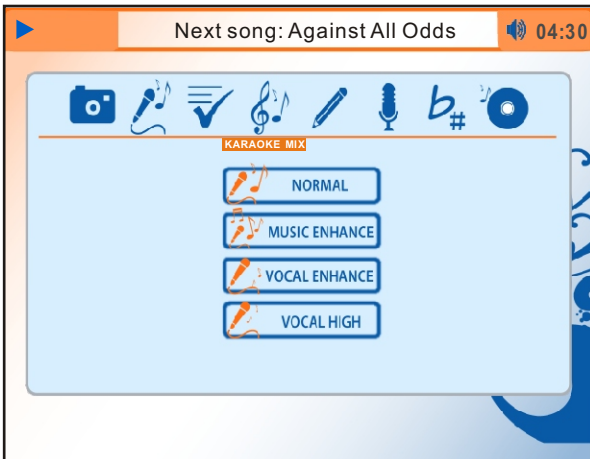 Next song: Against All Odds
04:30
KARAOKE MIX
NORMAL
MUSIC ENHANCE
VOCAL ENHANCE
VOCAL HIGH